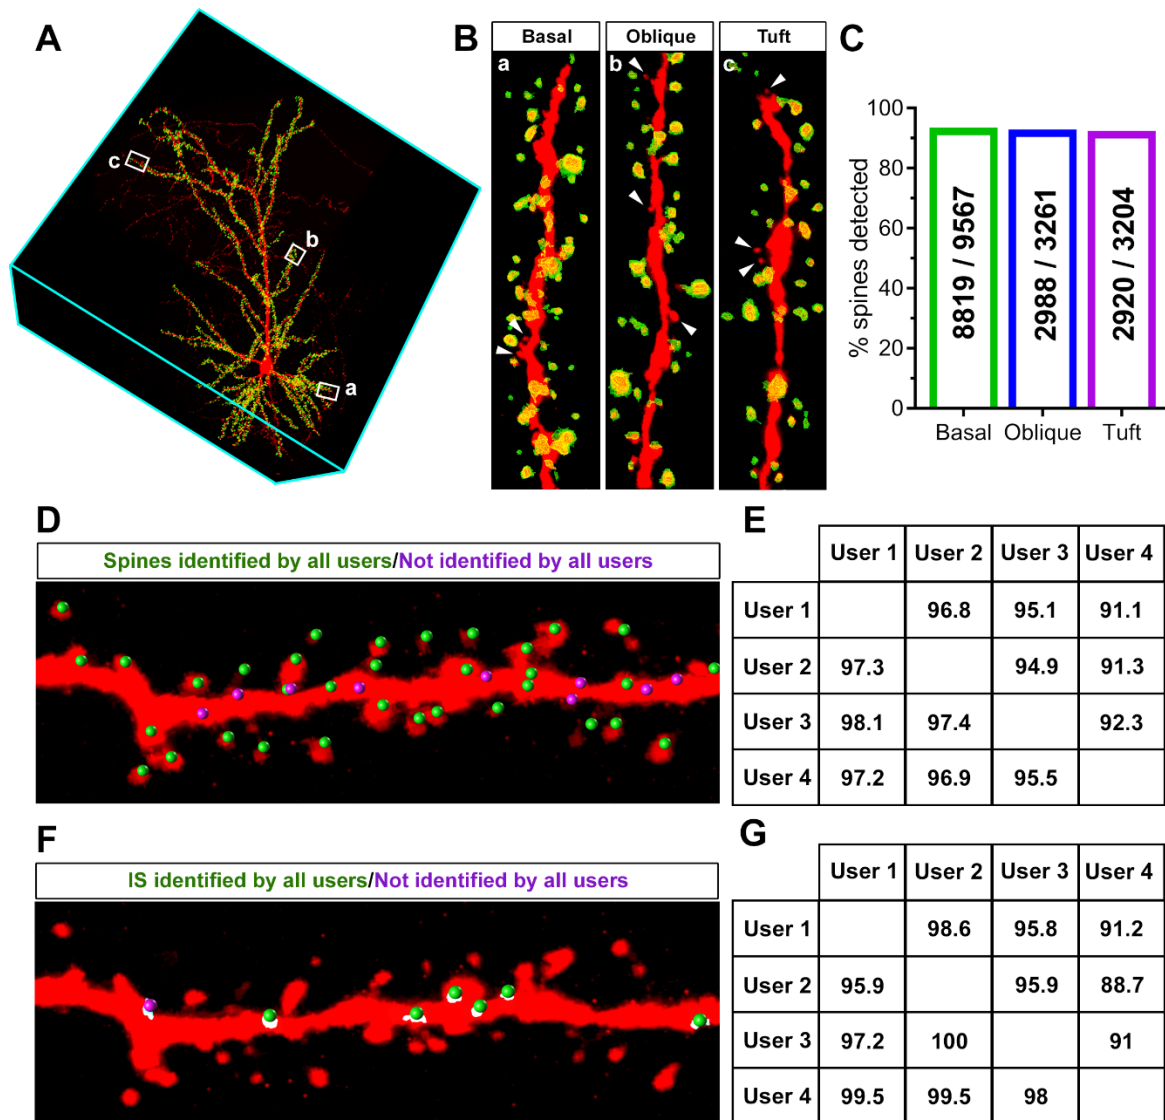 A
c
b
a
B
Basal
Oblique
Tuft
a
b
c
C
% spines detected
100
80
60
40
20
0
8819 / 9567
2988 / 3261
2920 / 3204
Basal
Oblique
Tuft
D
Spines identified by all users/Not identified by all users
E
User 1 User 2 User 3 User 4
User 1 96.8 95.1 91.1
User 2 97.3 94.9 91.3
User 3 98.1 97.4 92.3
User 4 97.2 96.9 95.5
F
IS identified by all users/Not identified by all users
G
User 1 User 2 User 3 User 4
User 1 98.6 95.8 91.2
User 2 95.9 95.9 88.7
User 3 97.2 100 91
User 4 99.5 99.5 98